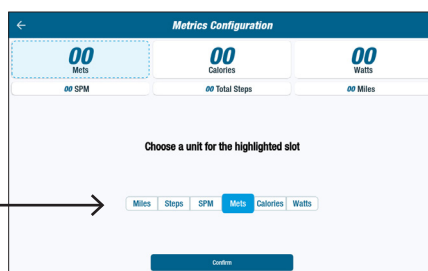 Metrics Configuration
00 00 00
Mets Calories Watts
00 SPM 00 Total Steps 00 Miles
Choose a unit for the highlighted slot
Miles Steps SPM Mets Calories Watts
Confirm